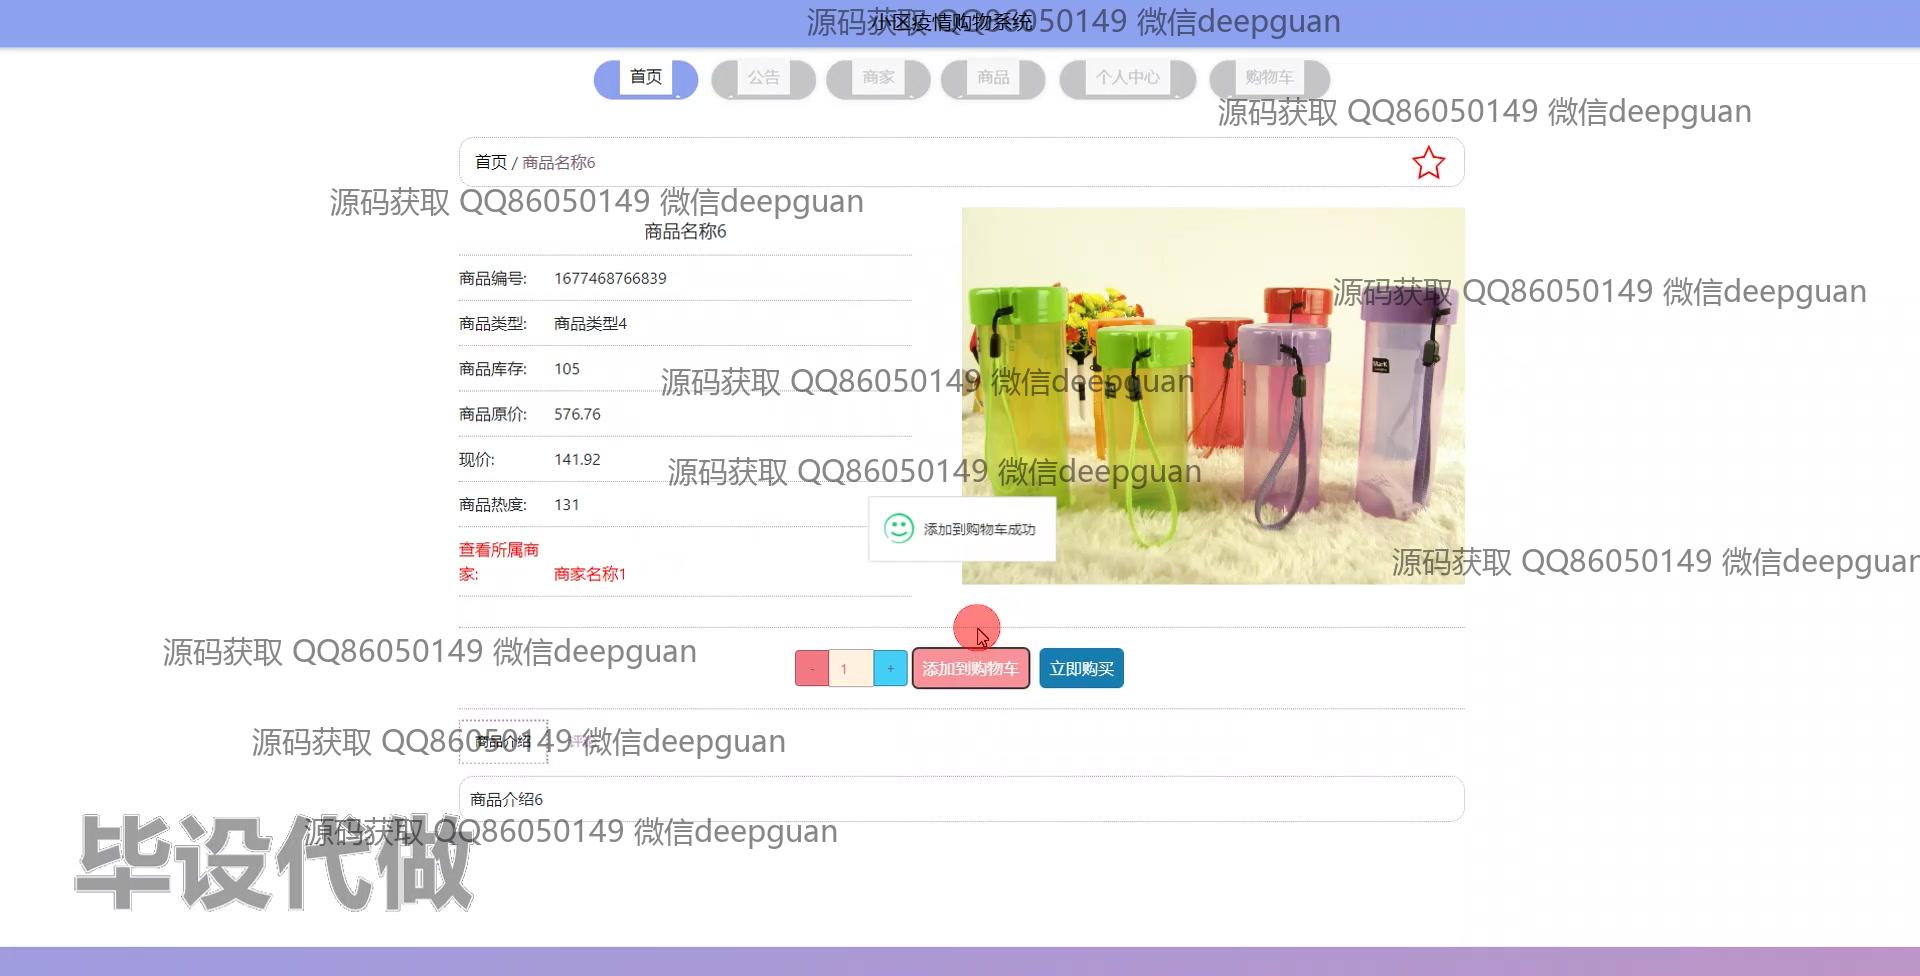 小区疫情购物系统
源码获取 QQ86050149 微信deepguan
首页
公告
商家
商品
个人中心
购物车
源码获取 QQ86050149 微信deepguan
首页 / 商品名称6
源码获取 QQ86050149 微信deepguan
商品名称6
商品编号: 1677468766839
源码获取 QQ86050149 微信deepguan
商品类型: 商品类型4
商品库存: 105
源码获取 QQ86050149 微信deepguan
商品原价: 576.76
现价: 141.92
源码获取 QQ86050149 微信deepguan
商品热度: 131
添加到购物车成功
查看所属商
家: 商家名称1
源码获取 QQ86050149 微信deepguan
源码获取 QQ86050149 微信deepguan
- 1 +
添加到购物车
立即购买
源码获取 QQ86050149 微信deepguan
商品介绍
商品介绍6
源码获取 QQ86050149 微信deepguan
毕设代做